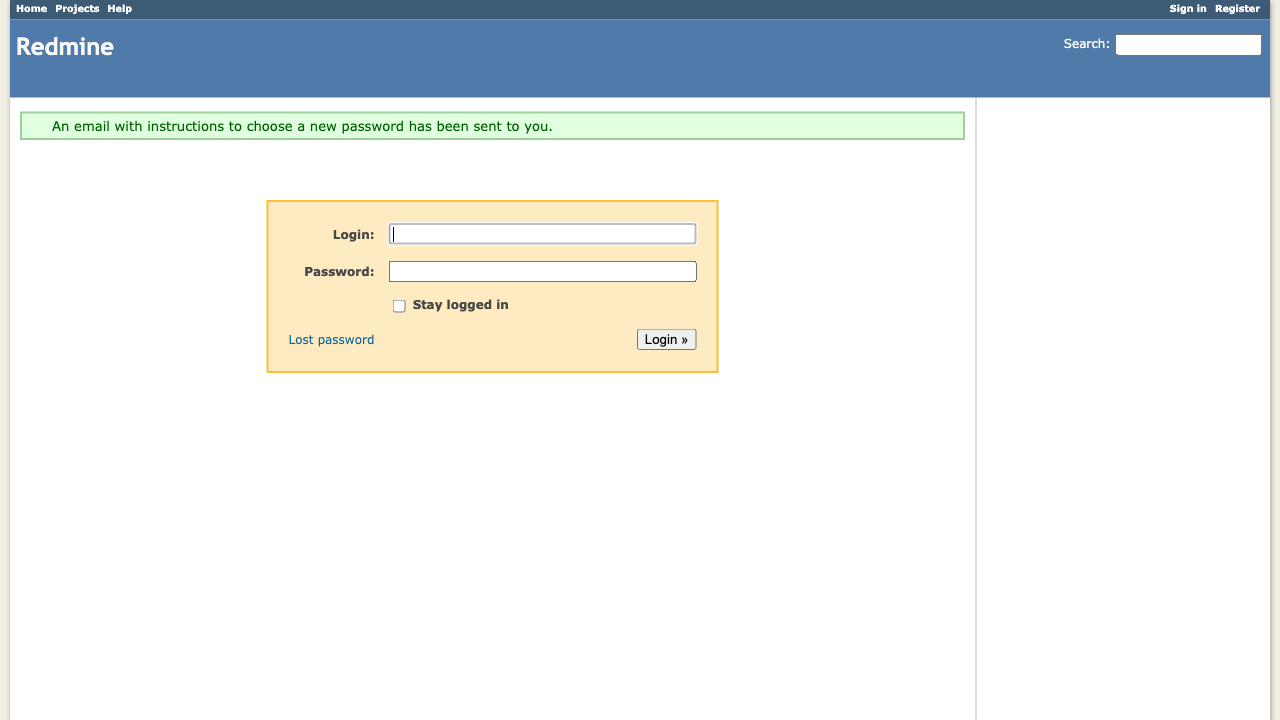 Home Projects Help Sign in Register
Redmine Search:
An email with instructions to choose a new password has been sent to you.
Login:
Password:
Stay logged in
Lost password Login »